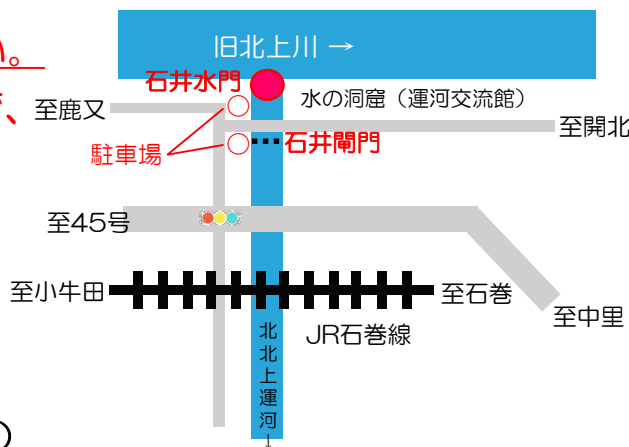 い。
旧北上川 →
石井水門
水の洞窟（運河交流館）
、
至鹿又
至開北
駐車場
石井閘門
至45号
至小牛田
至石巻
至中里
JR石巻線
北北上運河→